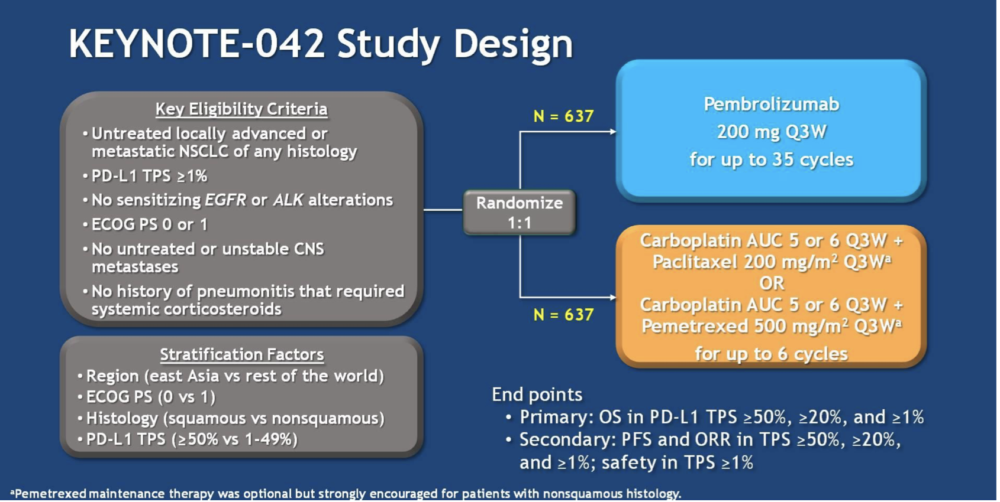 KEYNOTE-042 Study Design
Key Eligibility Criteria
• Untreated locally advanced or
metastatic NSCLC of any histology
• PD-L1 TPS ≥1%
• No sensitizing EGFR or ALK alterations
• ECOG PS 0 or 1
• No untreated or unstable CNS
metastases
• No history of pneumonitis that required
systemic corticosteroids
Stratification Factors
• Region (east Asia vs rest of the world)
• ECOG PS (0 vs 1)
• Histology (squamous vs nonsquamous)
• PD-L1 TPS (≥50% vs 1-49%)
Randomize
1:1
N = 637
Pembrolizumab
200 mg Q3W
for up to 35 cycles
N = 637
Carboplatin AUC 5 or 6 Q3W +
Paclitaxel 200 mg/m² Q3Wᵃ
OR
Carboplatin AUC 5 or 6 Q3W +
Pemetrexed 500 mg/m² Q3Wᵃ
for up to 6 cycles
End points
• Primary: OS in PD-L1 TPS ≥50%, ≥20%, and ≥1%
• Secondary: PFS and ORR in TPS ≥50%, ≥20%,
and ≥1%; safety in TPS ≥1%
ᵃPemetrexed maintenance therapy was optional but strongly encouraged for patients with nonsquamous histology.